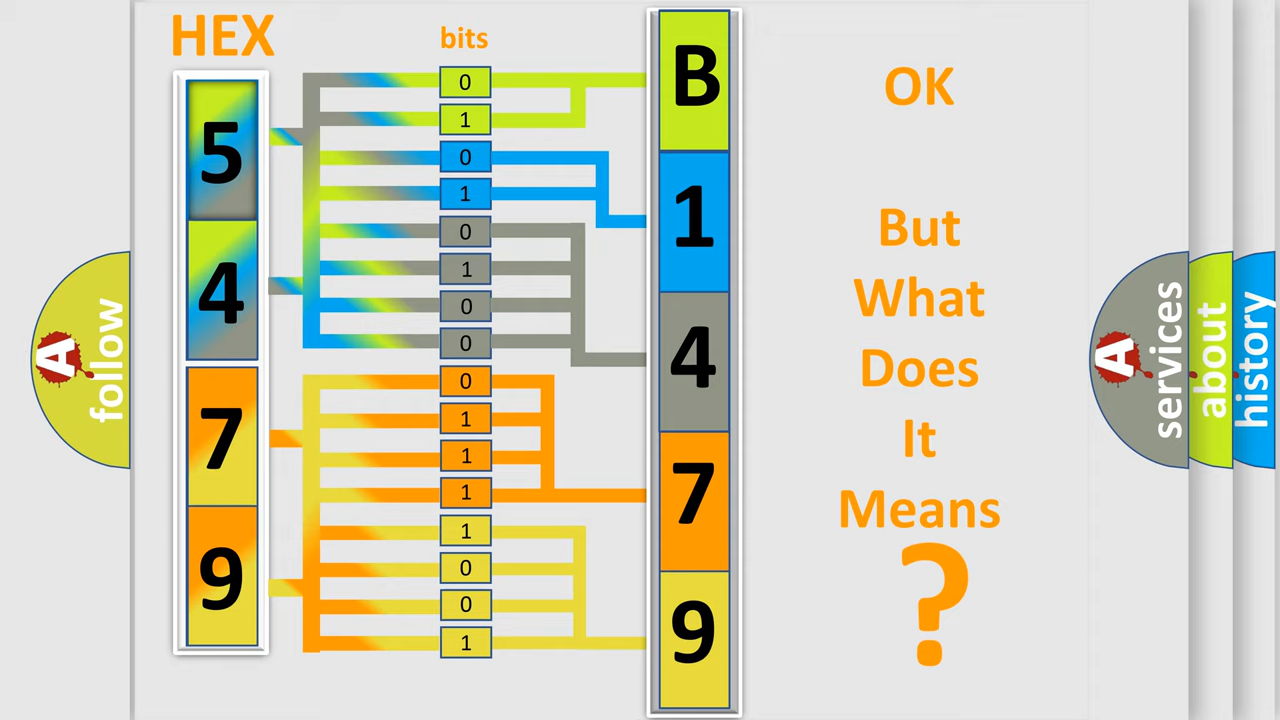 HEX
bits
5
4
7
9
0
1
0
1
0
1
0
0
0
1
1
1
1
0
0
1
B
1
4
7
9
OK
But
What
Does
It
Means
?
A
follow
A
services
about
history